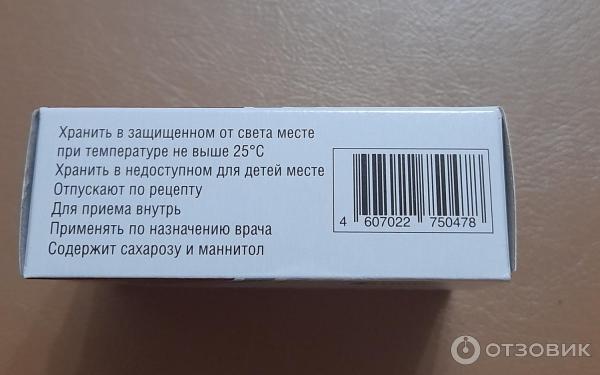 Хранить в защищенном от света месте
при температуре не выше 25°С
Хранить в недоступном для детей месте
Отпускают по рецепту
Для приема внутрь
Применять по назначению врача
Содержит сахарозу и маннитол
4 607022 750478
ОТЗОВИК